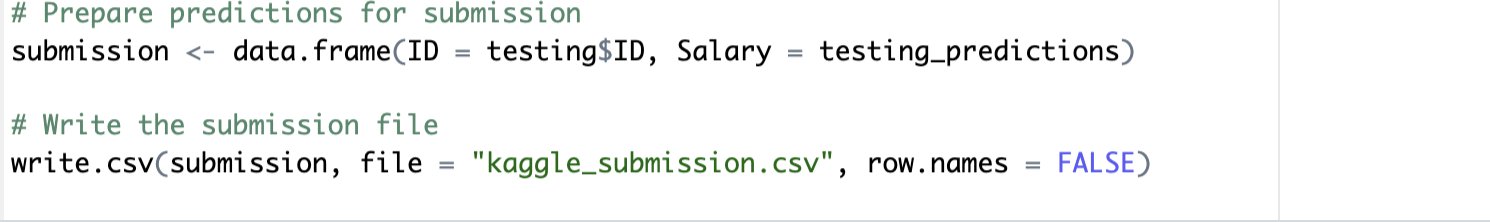 # Prepare predictions for submission
submission <- data.frame(ID = testing$ID, Salary = testing_predictions)
# Write the submission file
write.csv(submission, file = "kaggle_submission.csv", row.names = FALSE)